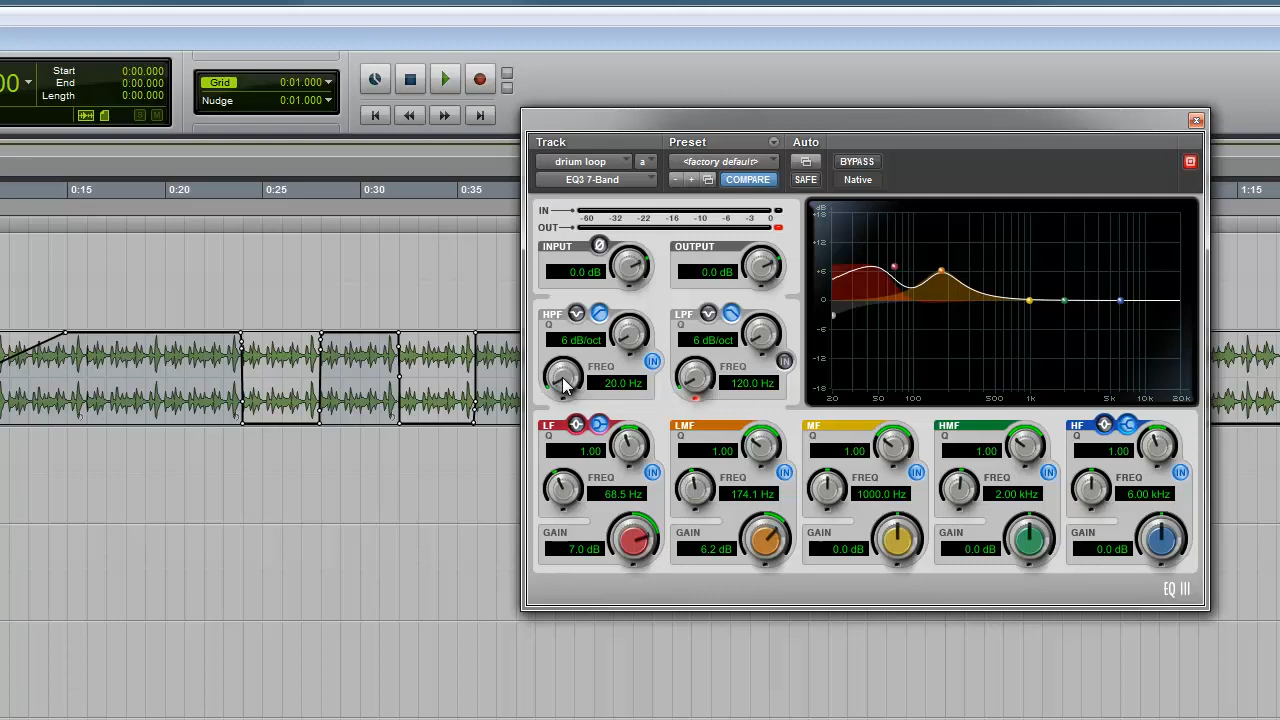 00
Start 0:00.000
End 0:00.000
Length 0:00.000
Grid 0:01.000
Nudge 0:01.000
0:15 0:20 0:25 0:30 0:35 1:15
Track Preset Auto
drum loop a <factory default> BYPASS
EQ3 7-Band - + COMPARE SAFE Native
IN
-60 -32 -22 -16 -10 -6 -3 0
OUT
INPUT Ø OUTPUT
0.0 dB 0.0 dB
HPF LPF
Q Q
6 dB/oct 6 dB/oct
FREQ IN FREQ IN
20.0 Hz 120.0 Hz
dB
+18
+12
+6
0
-6
-12
-18
20 50 100 500 1k 5k 10k 20k
LF LMF MF HMF HF
Q Q Q Q Q
1.00 1.00 1.00 1.00 1.00
FREQ IN FREQ IN FREQ IN FREQ IN FREQ IN
68.5 Hz 174.1 Hz 1000.0 Hz 2.00 kHz 6.00 kHz
GAIN GAIN GAIN GAIN GAIN
7.0 dB 6.2 dB 0.0 dB 0.0 dB 0.0 dB
EQ III